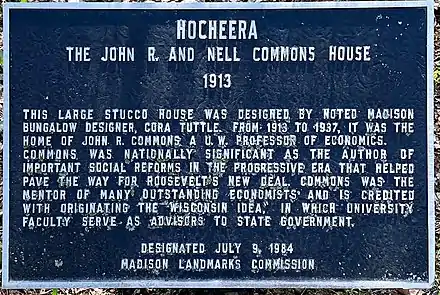 HOCHEERA
THE JOHN R. AND NELL COMMONS HOUSE
1913
THIS LARGE STUCCO HOUSE WAS DESIGNED BY NOTED MADISON
BUNGALOW DESIGNER, CORA TUTTLE. FROM 1913 TO 1937, IT WAS THE
HOME OF JOHN R. COMMONS A U.W. PROFESSOR OF ECONOMICS.
COMMONS WAS NATIONALLY SIGNIFICANT AS THE AUTHOR OF
IMPORTANT SOCIAL REFORMS IN THE PROGRESSIVE ERA THAT HELPED
PAVE THE WAY FOR ROOSEVELT'S NEW DEAL. COMMONS WAS THE
MENTOR OF MANY OUTSTANDING ECONOMISTS AND IS CREDITED
WITH ORIGINATING THE "WISCONSIN IDEA," IN WHICH UNIVERSITY
FACULTY SERVE AS ADVISORS TO STATE GOVERNMENT.
DESIGNATED JULY 9, 1984
MADISON LANDMARKS COMMISSION